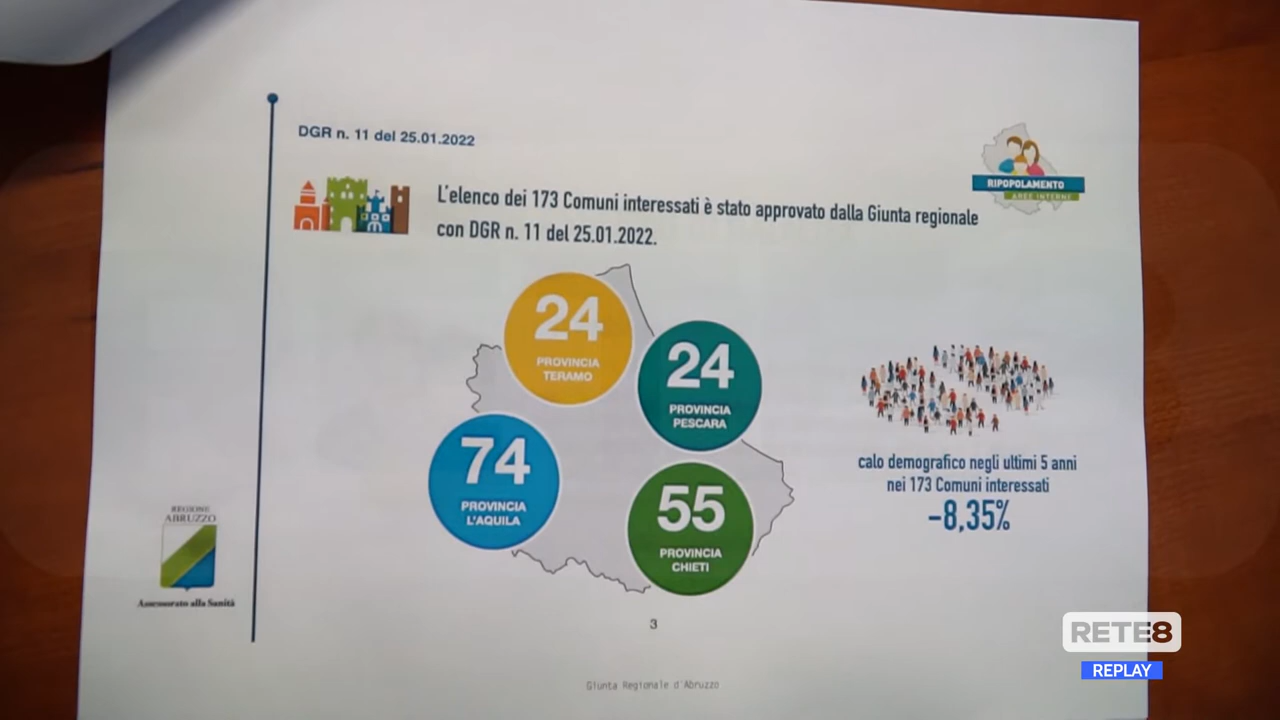 DGR n. 11 del 25.01.2022
RIPOPOLAMENTO
AREE INTERNE
L'elenco dei 173 Comuni interessati è stato approvato dalla Giunta regionale
con DGR n. 11 del 25.01.2022.
24
PROVINCIA
TERAMO
24
PROVINCIA
PESCARA
74
PROVINCIA
L'AQUILA
55
PROVINCIA
CHIETI
calo demografico negli ultimi 5 anni
nei 173 Comuni interessati
-8,35%
REGIONE
ABRUZZO
Assessorato alla Sanità
3
Giunta Regionale d'Abruzzo
RETE8
REPLAY